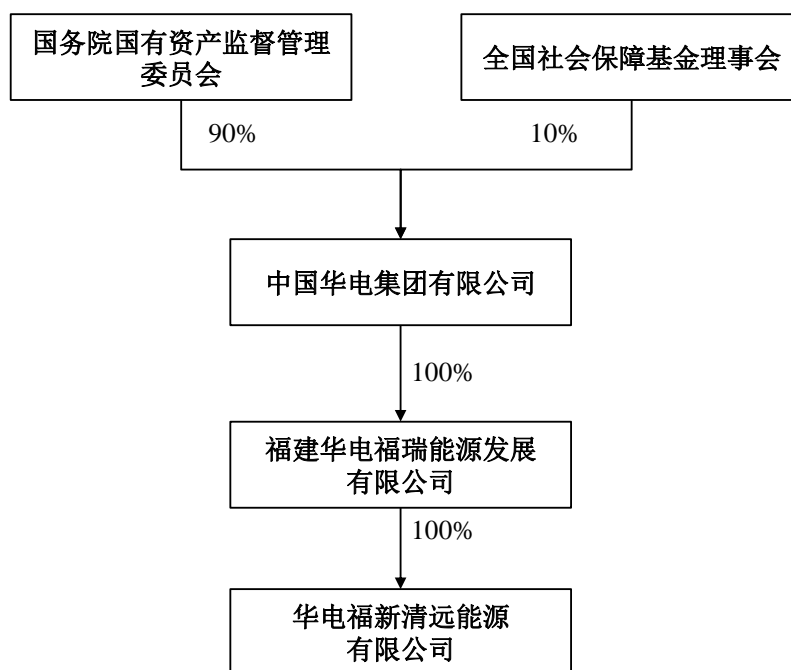 国务院国有资产监督管理
委员会
全国社会保障基金理事会
90%
10%
中国华电集团有限公司
100%
福建华电福瑞能源发展
有限公司
100%
华电福新清远能源
有限公司